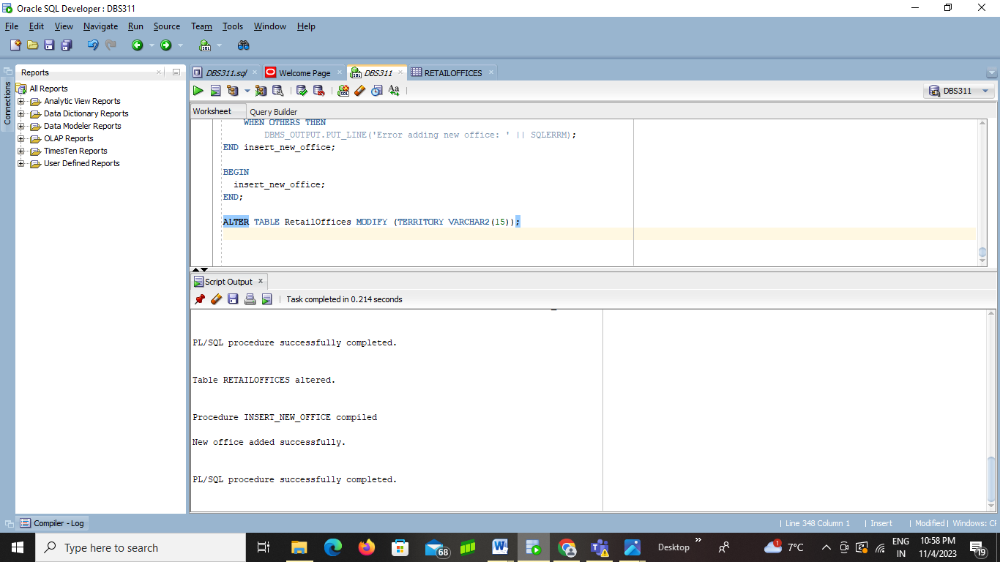 Oracle SQL Developer : DBS311
File Edit View Navigate Run Source Team Tools Window Help
Connections
Reports
All Reports
Analytic View Reports
Data Dictionary Reports
Data Modeler Reports
OLAP Reports
TimesTen Reports
User Defined Reports
DBS311.sql
Welcome Page
DBS311
RETAILOFFICES
DBS311
Worksheet
Query Builder
WHEN OTHERS THEN
DBMS_OUTPUT.PUT_LINE('Error adding new office: ' || SQLERRM);
END insert_new_office;
BEGIN
insert_new_office;
END;
ALTER TABLE RetailOffices MODIFY (TERRITORY VARCHAR2(15));
Script Output
Task completed in 0.214 seconds
PL/SQL procedure successfully completed.
Table RETAILOFFICES altered.
Procedure INSERT_NEW_OFFICE compiled
New office added successfully.
PL/SQL procedure successfully completed.
Compiler - Log
Line 348 Column 1
Insert
Modified
Windows: CF
Type here to search
68
Desktop
1
7°C
ENG
IN
10:58 PM
11/4/2023
19